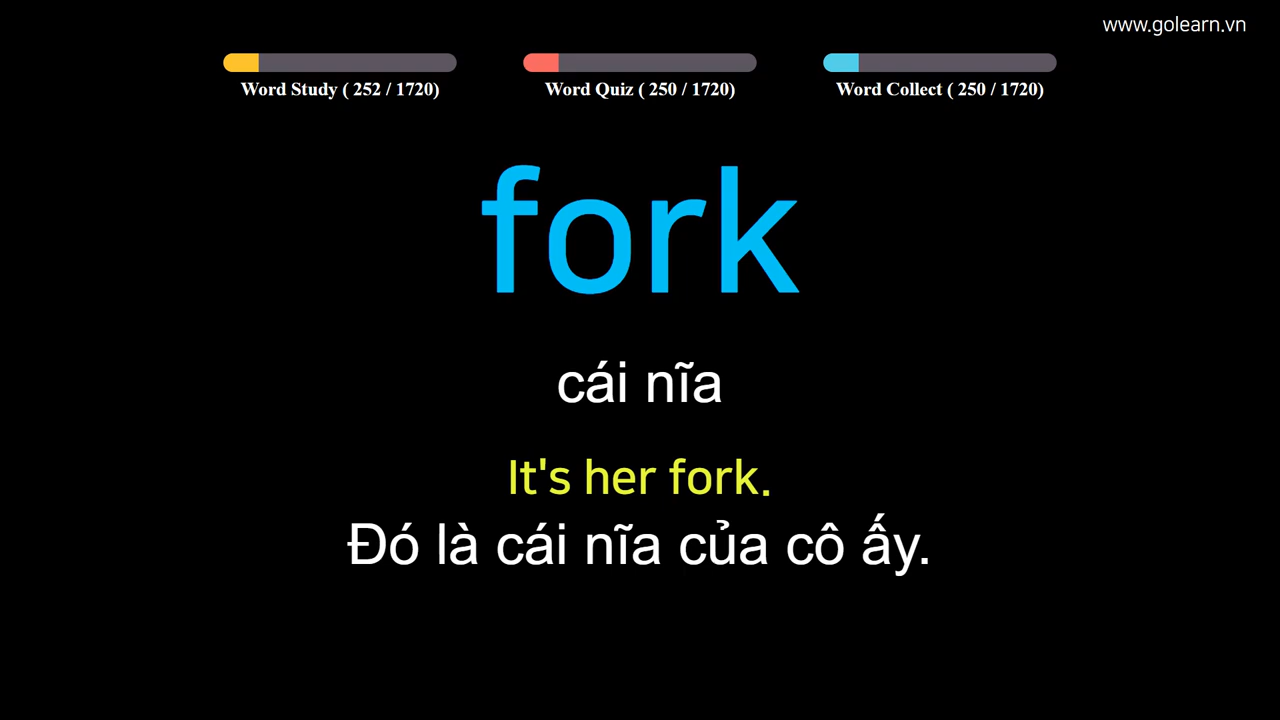 www.golearn.vn
Word Study ( 252 / 1720)
Word Quiz ( 250 / 1720)
Word Collect ( 250 / 1720)
fork
cái nĩa
It's her fork.
Đó là cái nĩa của cô ấy.